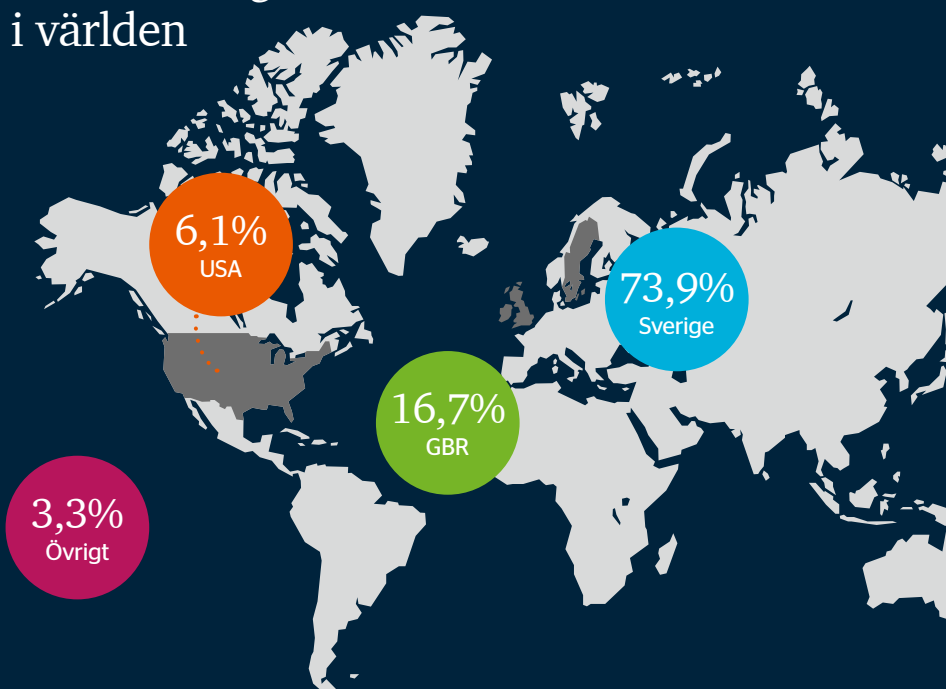 i världen
6,1%
USA
73,9%
Sverige
16,7%
GBR
3,3%
Övrigt